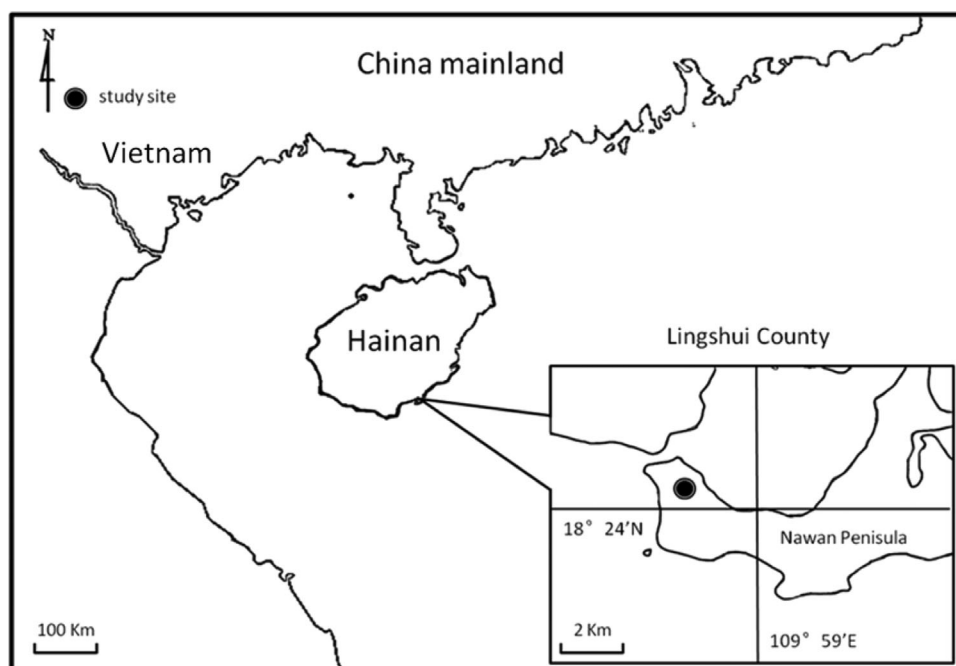 N
China mainland
study site
Vietnam
Hainan
Lingshui County
18° 24′N
Nawan Penisula
100 Km
2 Km
109° 59′E